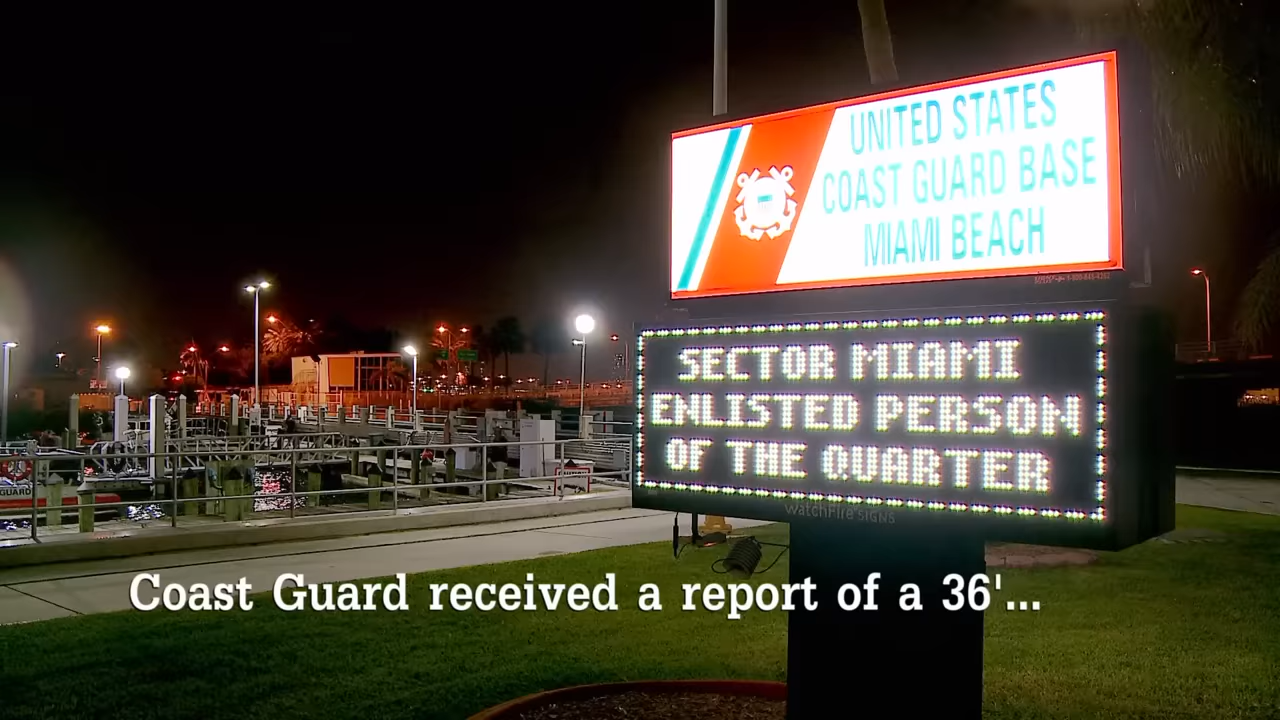 UNITED STATES
COAST GUARD BASE
MIAMI BEACH
SECTOR MIAMI
ENLISTED PERSON
OF THE QUARTER
watchfire SIGNS
GUARD
Coast Guard received a report of a 36'...